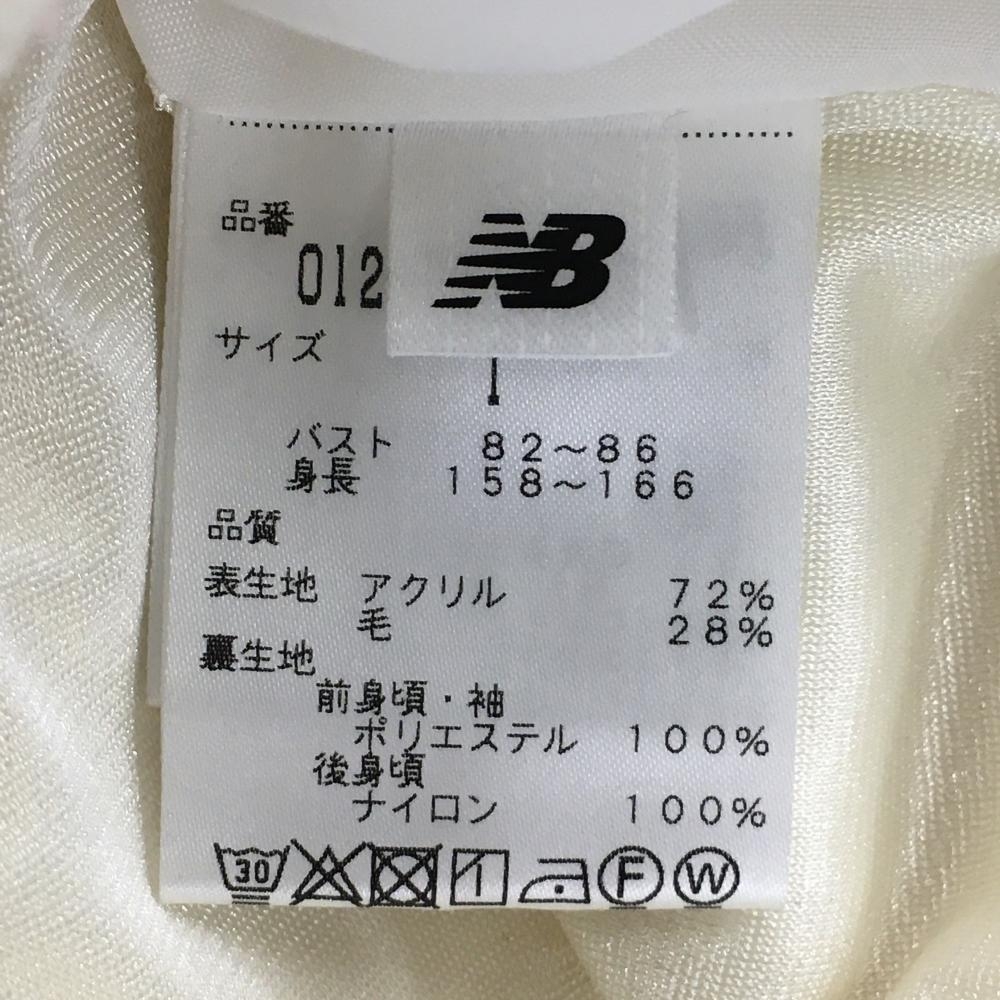 品番
012
NB
サイズ
1
バスト 82～86
身長 158～166
品質
表生地 アクリル 72%
毛 28%
裏生地
前身頃・袖
ポリエステル 100%
後身頃
ナイロン 100%
30 F W